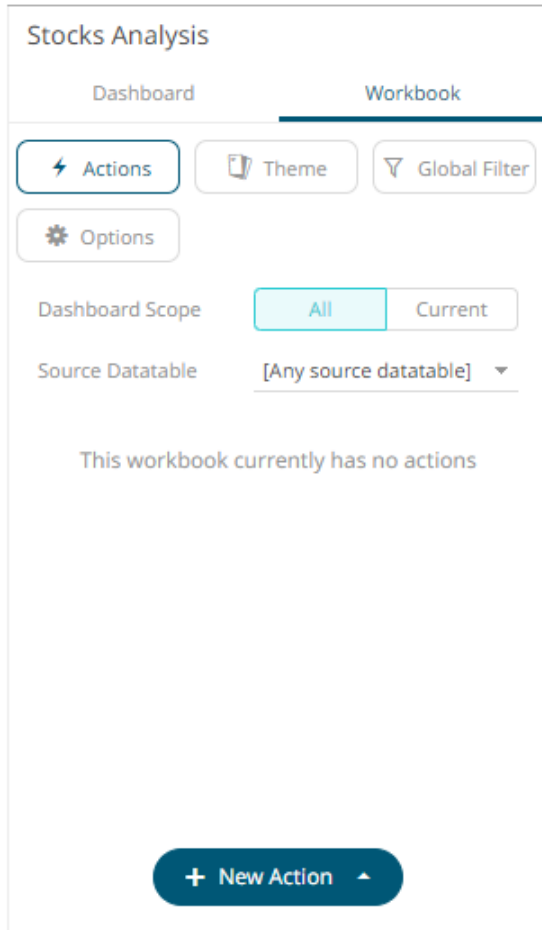 Stocks Analysis
Dashboard Workbook
Actions Theme Global Filter
Options
Dashboard Scope All Current
Source Datatable [Any source datatable]
This workbook currently has no actions
+ New Action